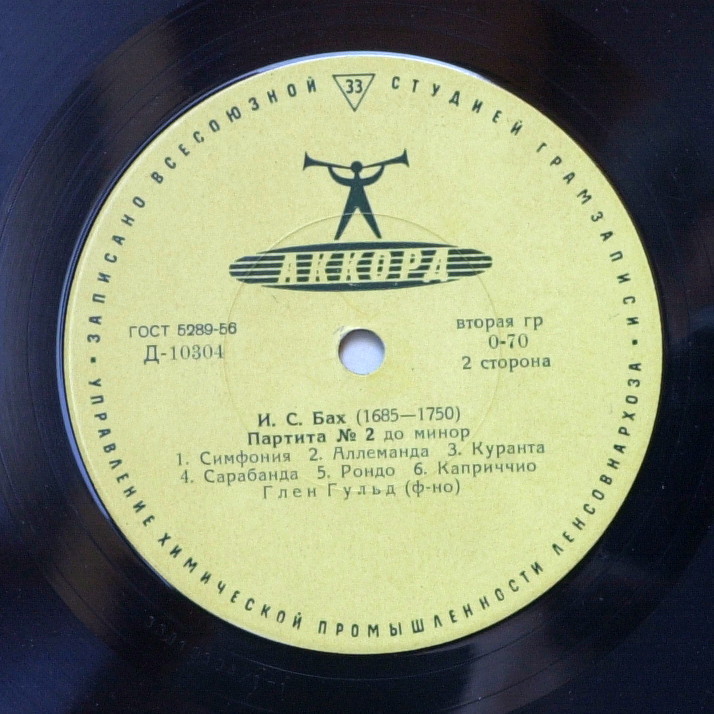 ЗАПИСАНО ВСЕСОЮЗНОЙ 33 СТУДИЕЙ ГРАМЗАПИСИ
АККОРД
ГОСТ 5289-56
Д-10304
вторая гр
0-70
2 сторона
И. С. Бах (1685—1750)
Партита № 2 до минор
1. Симфония 2. Аллеманда 3. Куранта
4. Сарабанда 5. Рондо 6. Каприччио
Глен Гульд (ф-но)
УПРАВЛЕНИЕ ХИМИЧЕСКОЙ ПРОМЫШЛЕННОСТИ ЛЕНСОВНАРХОЗА